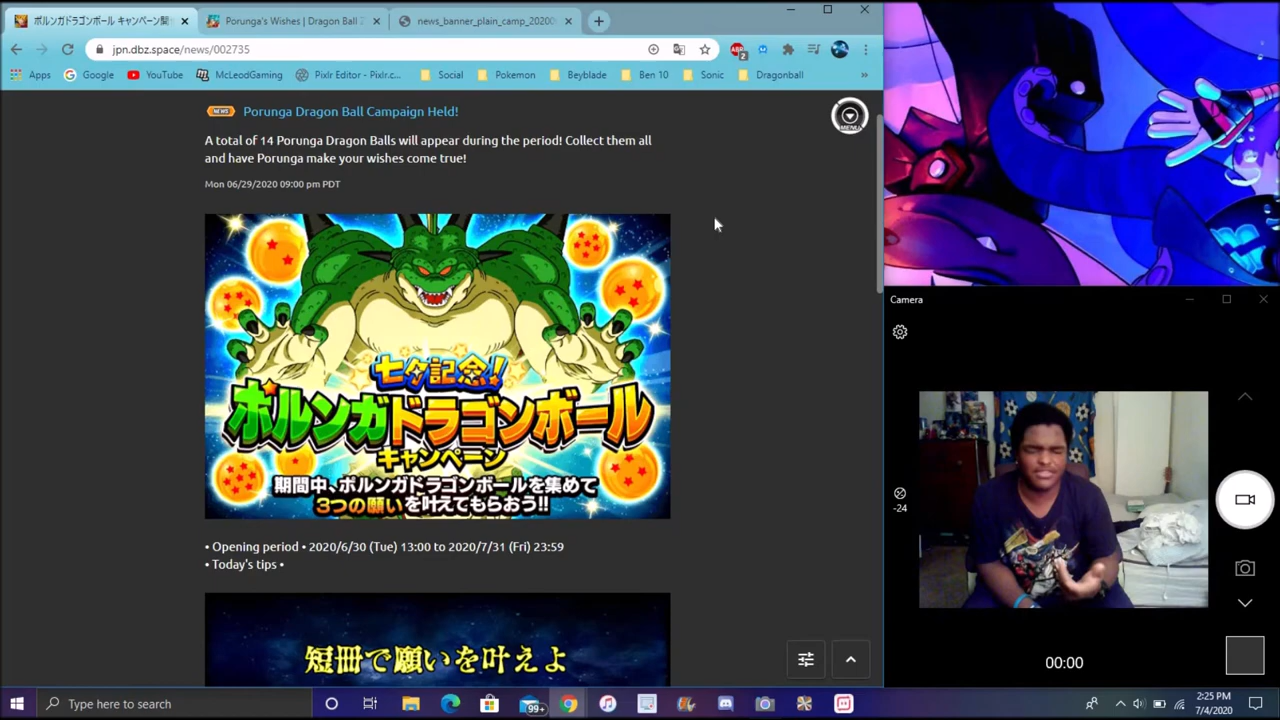 ポルンガドラゴンボール キャンペーン開
Porunga's Wishes | Dragon Ball Z
news_banner_plain_camp_20200
jpn.dbz.space/news/002735
ABP
2
Apps
Google
YouTube
McLeodGaming
Pixlr Editor - Pixlr.c...
Social
Pokemon
Beyblade
Ben 10
Sonic
Dragonball
»
NEWS
Porunga Dragon Ball Campaign Held!
MENU
A total of 14 Porunga Dragon Balls will appear during the period! Collect them all
and have Porunga make your wishes come true!
Mon 06/29/2020 09:00 pm PDT
七夕記念!
ポルンガドラゴンボール
キャンペーン
期間中、ポルンガドラゴンボールを集めて
3つの願いを叶えてもらおう!!
• Opening period • 2020/6/30 (Tue) 13:00 to 2020/7/31 (Fri) 23:59
• Today's tips •
短冊で願いを叶えよ
Camera
-24
00:00
Type here to search
99+
2:25 PM
7/4/2020